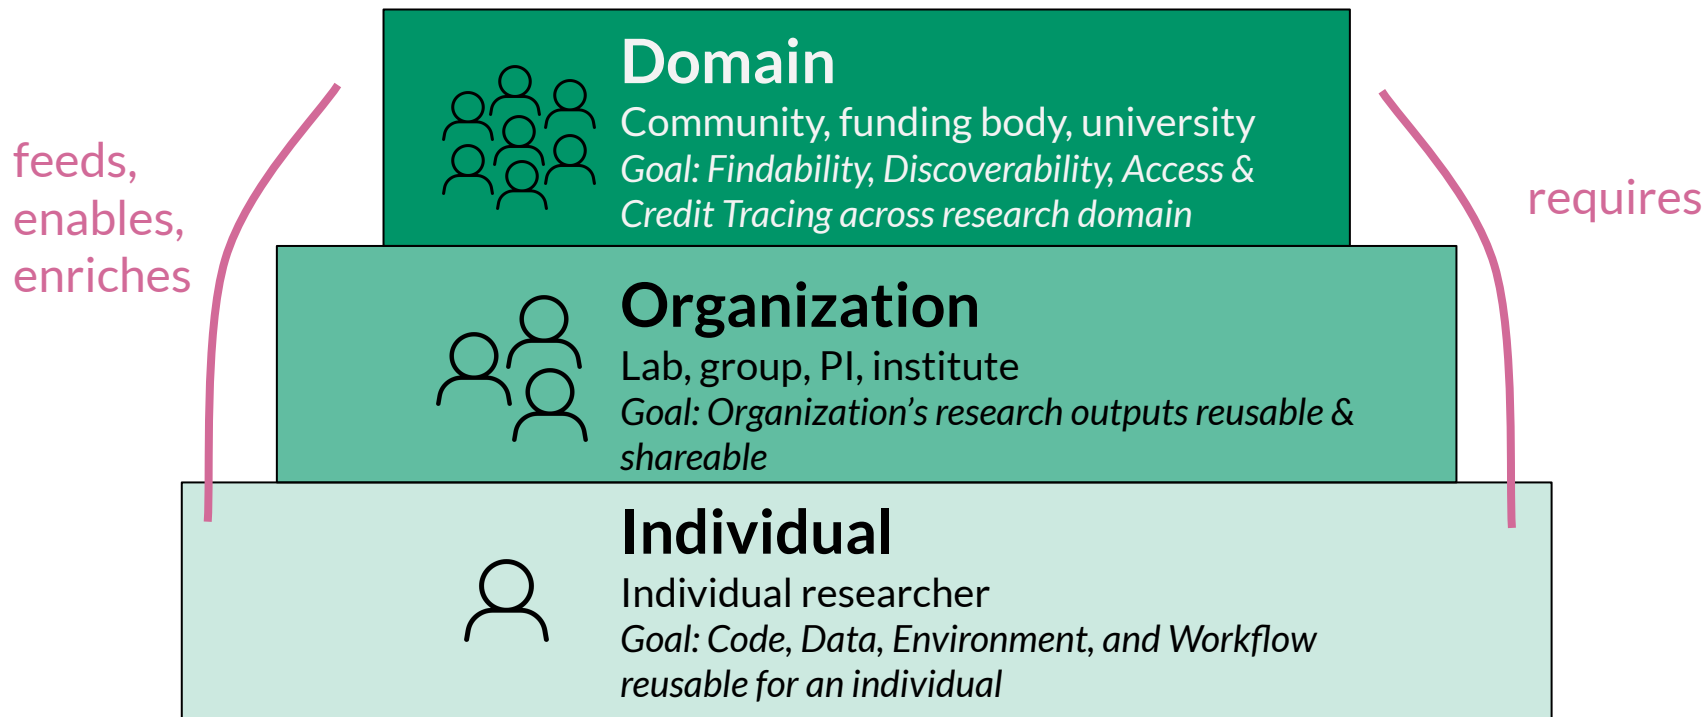 feeds,
enables,
enriches
Domain
Community, funding body, university
Goal: Findability, Discoverability, Access &
Credit Tracing across research domain
requires
Organization
Lab, group, PI, institute
Goal: Organization’s research outputs reusable &
shareable
Individual
Individual researcher
Goal: Code, Data, Environment, and Workflow
reusable for an individual